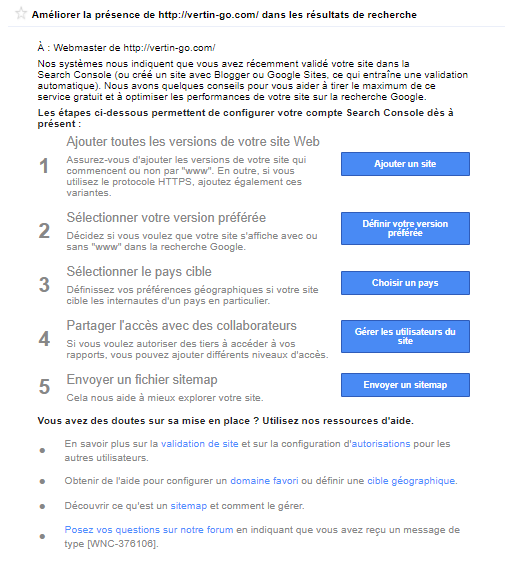 Améliorer la présence de http://vertin-go.com/ dans les résultats de recherche
À : Webmaster de http://vertin-go.com/
Nos systèmes nous indiquent que vous avez récemment validé votre site dans la
Search Console (ou créé un site avec Blogger ou Google Sites, ce qui entraîne une validation
automatique). Nous avons quelques conseils pour vous aider à tirer le maximum de ce
service gratuit et à optimiser les performances de votre site sur la recherche Google.
Les étapes ci-dessous permettent de configurer votre compte Search Console dès à
présent :
1
Ajouter toutes les versions de votre site Web
Assurez-vous d'ajouter les versions de votre site qui
commencent ou non par "www". En outre, si vous
utilisez le protocole HTTPS, ajoutez également ces
variantes.
Ajouter un site
2
Sélectionner votre version préférée
Décidez si vous voulez que votre site s'affiche avec ou
sans "www" dans la recherche Google.
Définir votre version
préférée
3
Sélectionner le pays cible
Définissez vos préférences géographiques si votre site
cible les internautes d'un pays en particulier.
Choisir un pays
4
Partager l'accès avec des collaborateurs
Si vous voulez autoriser des tiers à accéder à vos
rapports, vous pouvez ajouter différents niveaux d'accès.
Gérer les utilisateurs du
site
5
Envoyer un fichier sitemap
Cela nous aide à mieux explorer votre site.
Envoyer un sitemap
Vous avez des doutes sur sa mise en place ? Utilisez nos ressources d'aide.
● En savoir plus sur la validation de site et sur la configuration d'autorisations pour les
autres utilisateurs.
● Obtenir de l'aide pour configurer un domaine favori ou définir une cible géographique.
● Découvrir ce qu'est un sitemap et comment le gérer.
● Posez vos questions sur notre forum en indiquant que vous avez reçu un message de
type [WNC-376106].